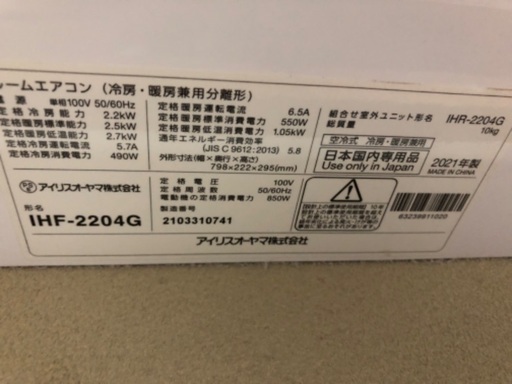 ルームエアコン（冷房・暖房兼用分離形）
電源 単相100V 50/60Hz
定格冷房能力 2.2kW
定格暖房標準能力 2.5kW
定格暖房低温能力 2.7kW
定格冷房運転電流 5.7A
定格冷房消費電力 490W
定格暖房運転電流 6.5A
定格暖房標準消費電力 550W
定格暖房低温消費電力 1.05kW
通年エネルギー消費効率
(JIS C 9612:2013) 5.8
外形寸法(幅×奥行×高さ)
798×222×295(mm)
組合せ室外ユニット形名 IHR-2204G
総質量 10kg
空冷式 冷房・暖房兼用
日本国内専用品
Use only in Japan
2021年製
MADE IN CHINA
アイリスオーヤマ株式会社
形名
IHF-2204G
定格電圧 100V
定格周波数 50/60Hz
電動機の定格消費電力 850W
製造番号
2103310741
63239911020
アイリスオーヤマ株式会社